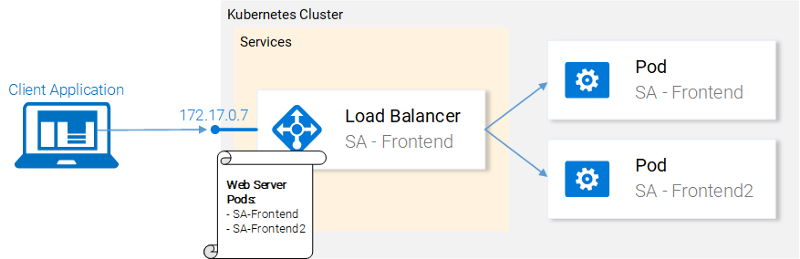 Kubernetes Cluster
Services
Client Application
172.17.0.7
Load Balancer
SA - Frontend
Web Server
Pods:
- SA-Frontend
- SA-Frontend2
Pod
SA - Frontend
Pod
SA - Frontend2